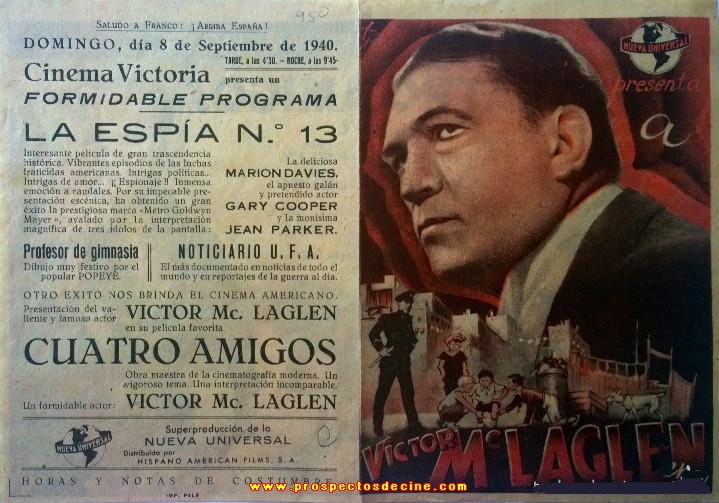 950
SALUDO A FRANCO: ¡ARRIBA ESPAÑA!
DOMINGO, día 8 de Septiembre de 1940.
TARDE, a las 4'30. - NOCHE, a las 9'45-
Cinema Victoria presenta un
FORMIDABLE PROGRAMA
LA ESPÍA N.º 13
Interesante película de gran trascendencia
histórica. Vibrantes episodios de las luchas
fraticidas americanas. Intrigas políticas...
Intrigas de amor... ¡¡ Espionaje !! Inmensa
emoción a raudales. Por su impecable pre-
sentación escénica, ha obtenido un gran
éxito la prestigiosa marca «Metro Goldwyn
Mayer», avalado por la interpretación
magnífica de tres ídolos de la pantalla:
La deliciosa
MARION DAVIES,
el apuesto galán
y pretendido actor
GARY COOPER
y la monísima
JEAN PARKER.
Profesor de gimnasia
Dibujo muy festivo por el
popular POPEYE.
NOTICIARIO U. F. A.
El más documentado en noticias de todo el
mundo y en reportajes de la guerra al día.
OTRO EXITO NOS BRINDA EL CINEMA AMERICANO.
Presentación del va-
liente y famoso actor VICTOR Mc. LAGLEN
en su película favorita
CUATRO AMIGOS
Obra maestra de la cinematografía moderna. Un
vigoroso tema. Una interpretación incomparable.
Un formidable actor: VICTOR Mc. LAGLEN
NUEVA UNIVERSAL
Superproducción de la
NUEVA UNIVERSAL
Distribuída por
HISPANO AMERICAN FILMS, S. A.
HORAS Y NOTAS DE COSTUMBRE
IMP. PALÉ
NUEVA UNIVERSAL
presenta
a
VICTOR McLAGLEN
www.prospectosdecine.com